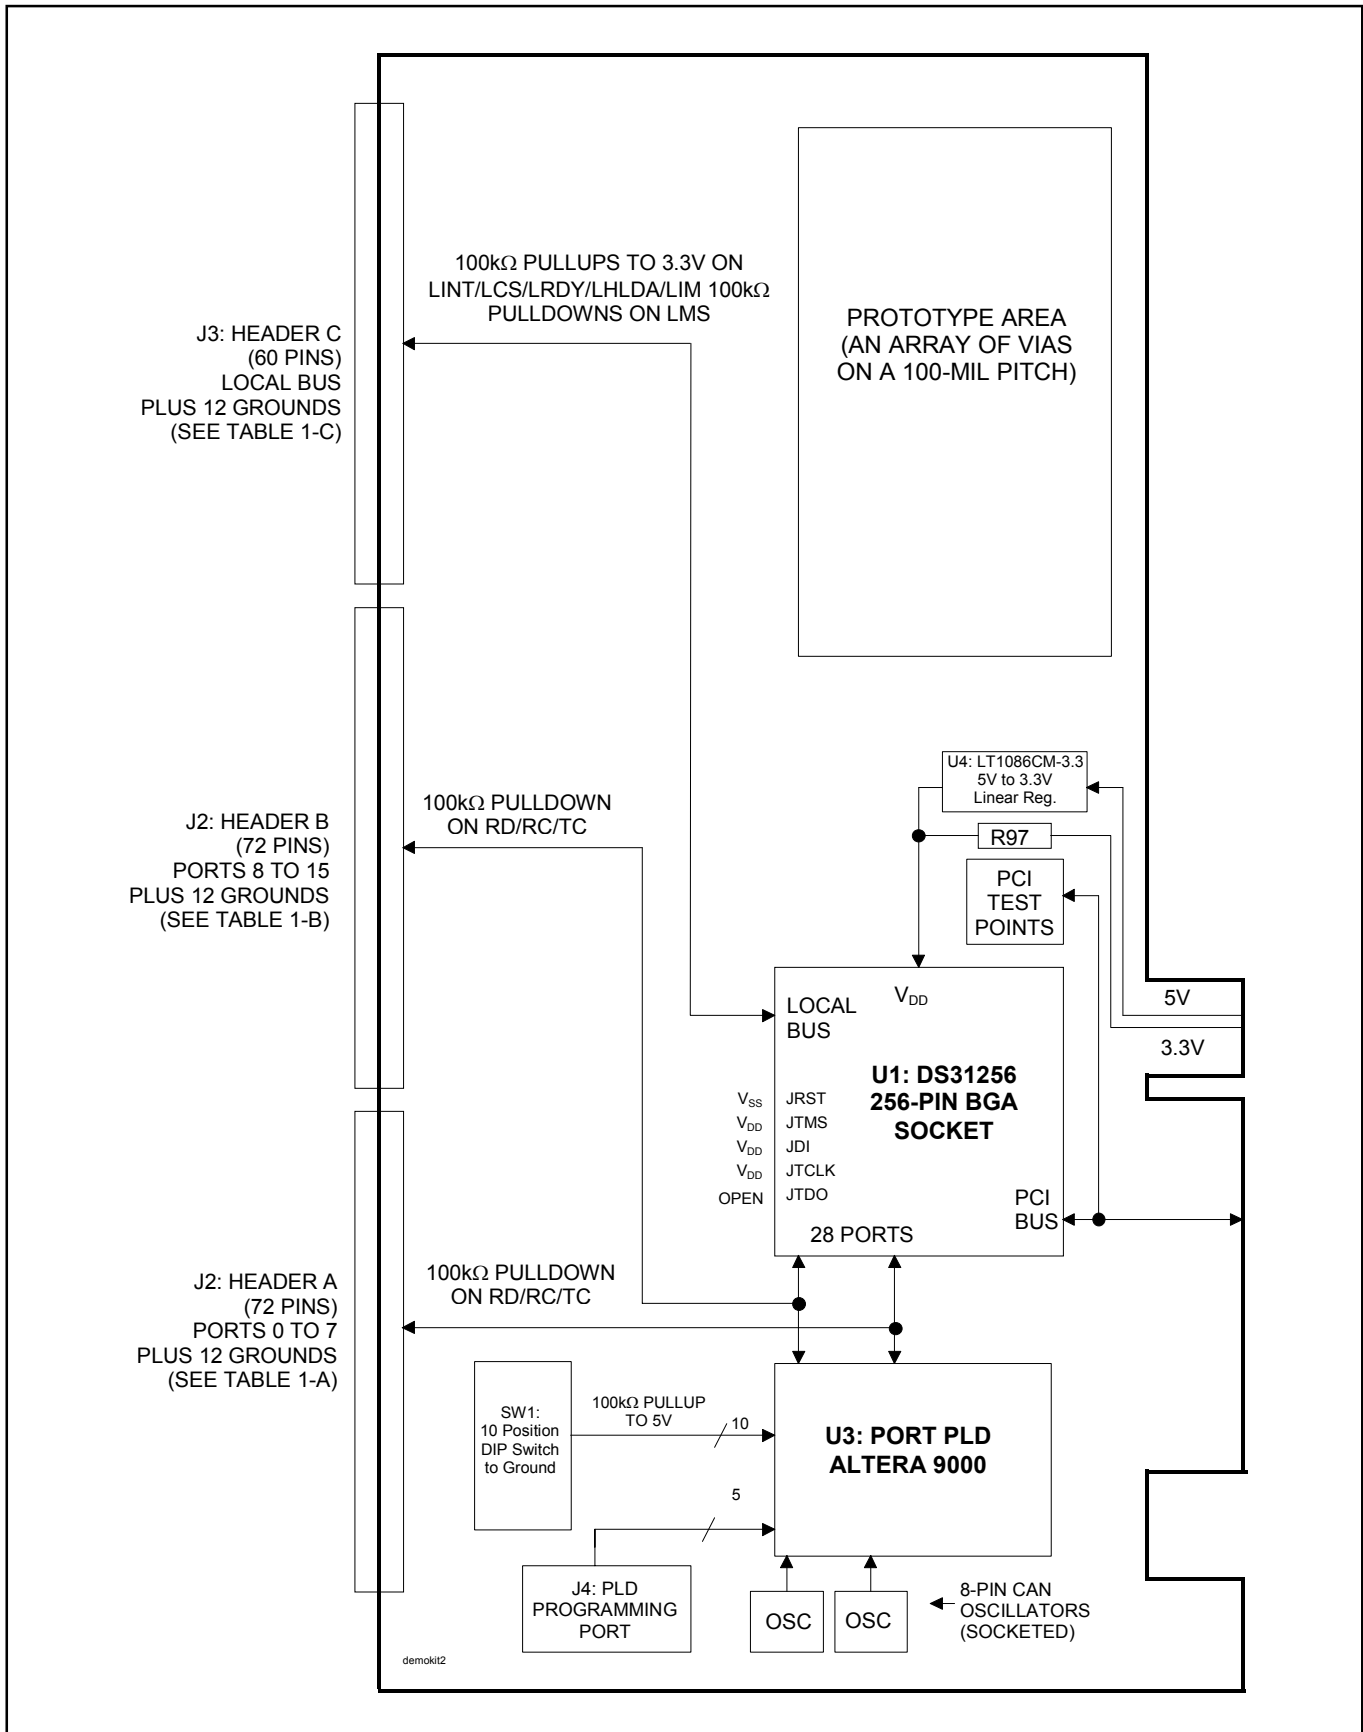 100kΩ PULLUPS TO 3.3V ON
LINT/LCS/LRDY/LHLDA/LIM 100kΩ
PULLDOWNS ON LMS
PROTOTYPE AREA
(AN ARRAY OF VIAS
ON A 100-MIL PITCH)
J3: HEADER C
(60 PINS)
LOCAL BUS
PLUS 12 GROUNDS
(SEE TABLE 1-C)
U4: LT1086CM-3.3
5V to 3.3V
Linear Reg.
R97
PCI
TEST
POINTS
100kΩ PULLDOWN
ON RD/RC/TC
J2: HEADER B
(72 PINS)
PORTS 8 TO 15
PLUS 12 GROUNDS
(SEE TABLE 1-B)
5V
3.3V
VDD
LOCAL
BUS
U1: DS31256
256-PIN BGA
SOCKET
VSS JRST
VDD JTMS
VDD JDI
VDD JTCLK
OPEN JTDO
PCI
BUS
28 PORTS
100kΩ PULLDOWN
ON RD/RC/TC
J2: HEADER A
(72 PINS)
PORTS 0 TO 7
PLUS 12 GROUNDS
(SEE TABLE 1-A)
SW1:
10 Position
DIP Switch
to Ground
100kΩ PULLUP
TO 5V
10
U3: PORT PLD
ALTERA 9000
5
J4: PLD
PROGRAMMING
PORT
OSC
OSC
8-PIN CAN
OSCILLATORS
(SOCKETED)
demokit2